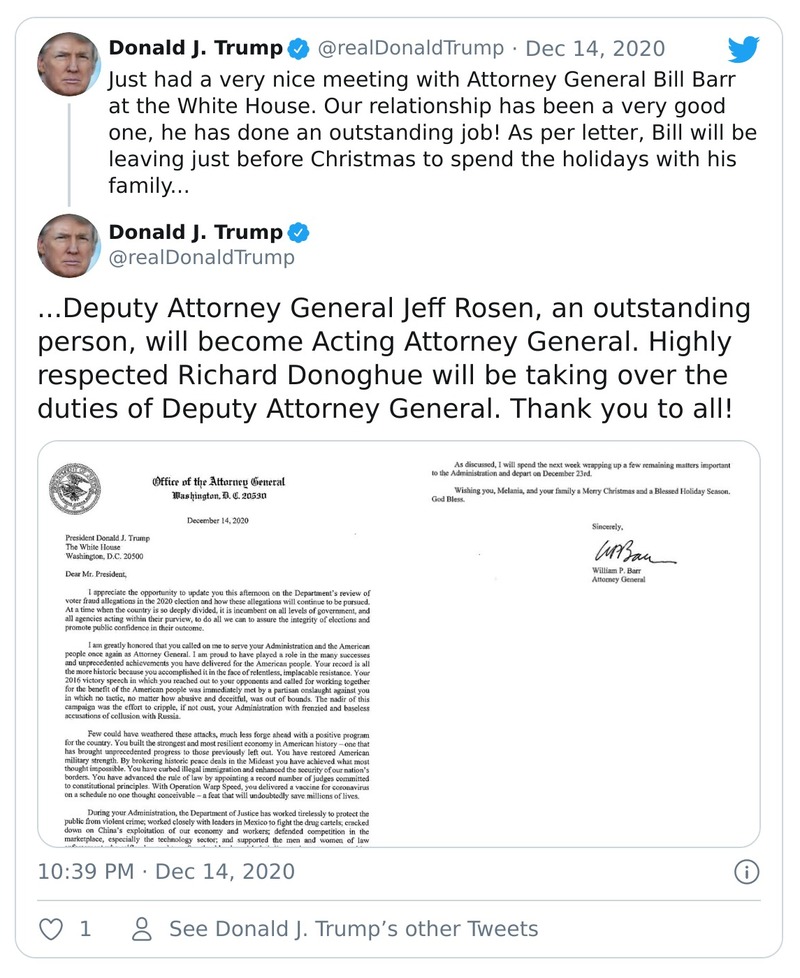 Donald J. Trump @realDonaldTrump · Dec 14, 2020
Just had a very nice meeting with Attorney General Bill Barr
at the White House. Our relationship has been a very good
one, he has done an outstanding job! As per letter, Bill will be
leaving just before Christmas to spend the holidays with his
family...
Donald J. Trump
@realDonaldTrump
...Deputy Attorney General Jeff Rosen, an outstanding
person, will become Acting Attorney General. Highly
respected Richard Donoghue will be taking over the
duties of Deputy Attorney General. Thank you to all!
Office of the Attorney General
Washington, D. C. 20530
December 14, 2020
President Donald J. Trump
The White House
Washington, D.C. 20500
Dear Mr. President,
I appreciate the opportunity to update you this afternoon on the Department's review of
voter fraud allegations in the 2020 election and how these allegations will continue to be pursued.
At a time when the country is so deeply divided, it is incumbent on all levels of government, and
all agencies acting within their purview, to do all we can to assure the integrity of elections and
promote public confidence in their outcome.
I am greatly honored that you called on me to serve your Administration and the American
people once again as Attorney General. I am proud to have played a role in the many successes
and unprecedented achievements you have delivered for the American people. Your record is all
the more historic because you accomplished it in the face of relentless, implacable resistance. Your
2016 victory speech in which you reached out to your opponents and called for working together
for the benefit of the American people was immediately met by a partisan onslaught against you
in which no tactic, no matter how abusive and deceitful, was out of bounds. The nadir of this
campaign was the effort to cripple, if not oust, your Administration with frenzied and baseless
accusations of collusion with Russia.
Few could have weathered these attacks, much less forge ahead with a positive program
for the country. You built the strongest and most resilient economy in American history – one that
has brought unprecedented progress to those previously left out. You have restored American
military strength. By brokering historic peace deals in the Mideast you have achieved what most
thought impossible. You have curbed illegal immigration and enhanced the security of our nation's
borders. You have advanced the rule of law by appointing a record number of judges committed
to constitutional principles. With Operation Warp Speed, you delivered a vaccine for coronavirus
on a schedule no one thought conceivable – a feat that will undoubtedly save millions of lives.
During your Administration, the Department of Justice has worked tirelessly to protect the
public from violent crime; worked closely with leaders in Mexico to fight the drug cartels; cracked
down on China's exploitation of our economy and workers; defended competition in the
marketplace, especially the technology sector; and supported the men and women of law
As discussed, I will spend the next week wrapping up a few remaining matters important
to the Administration and depart on December 23rd.
Wishing you, Melania, and your family a Merry Christmas and a Blessed Holiday Season.
God Bless.
Sincerely,
William P. Barr
Attorney General
10:39 PM · Dec 14, 2020
1 See Donald J. Trump’s other Tweets